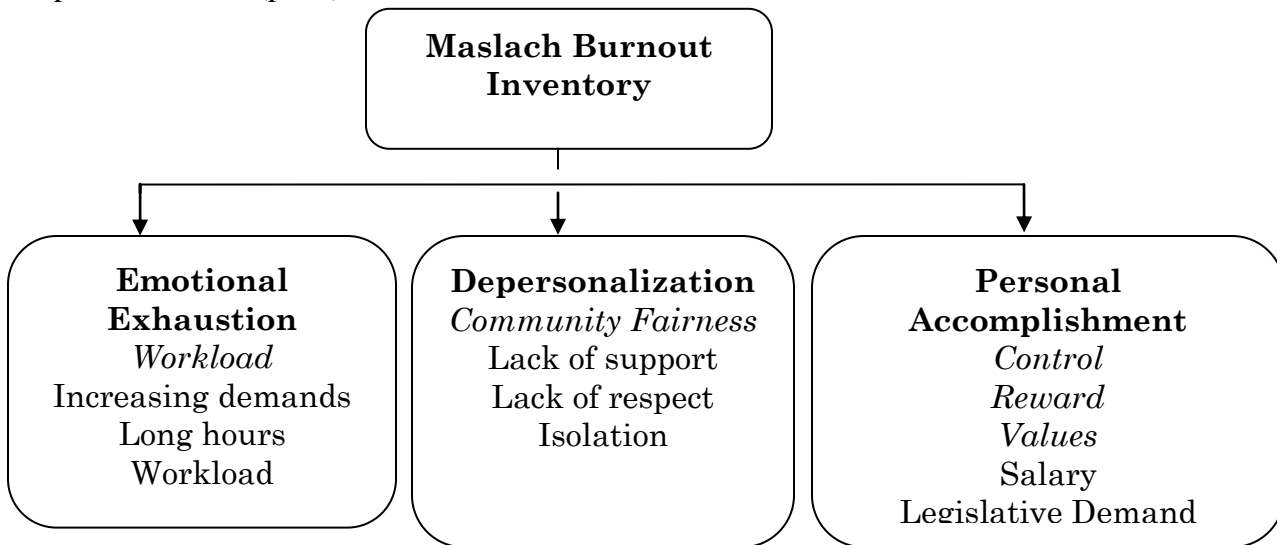 Maslach Burnout
Inventory
Emotional
Exhaustion
Workload
Increasing demands
Long hours
Workload
Depersonalization
Community Fairness
Lack of support
Lack of respect
Isolation
Personal
Accomplishment
Control
Reward
Values
Salary
Legislative Demand